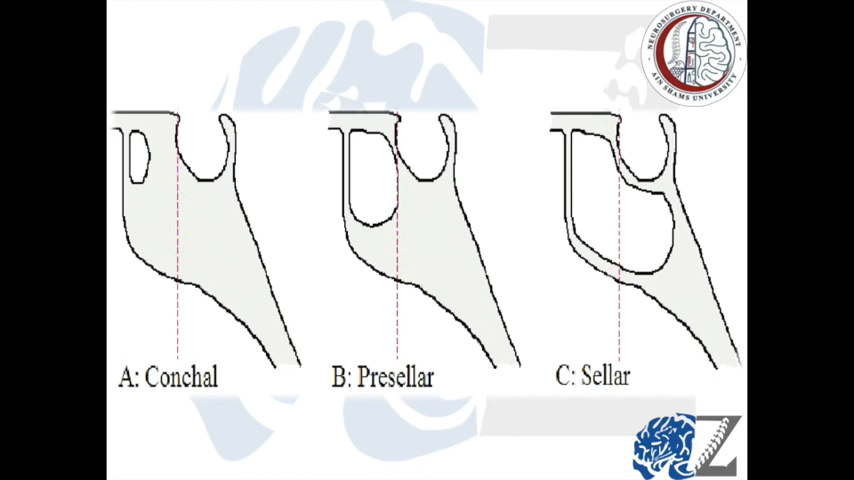 NEUROSURGERY DEPARTMENT
AIN SHAMS UNIVERSITY
A: Conchal
B: Presellar
C: Sellar
Z